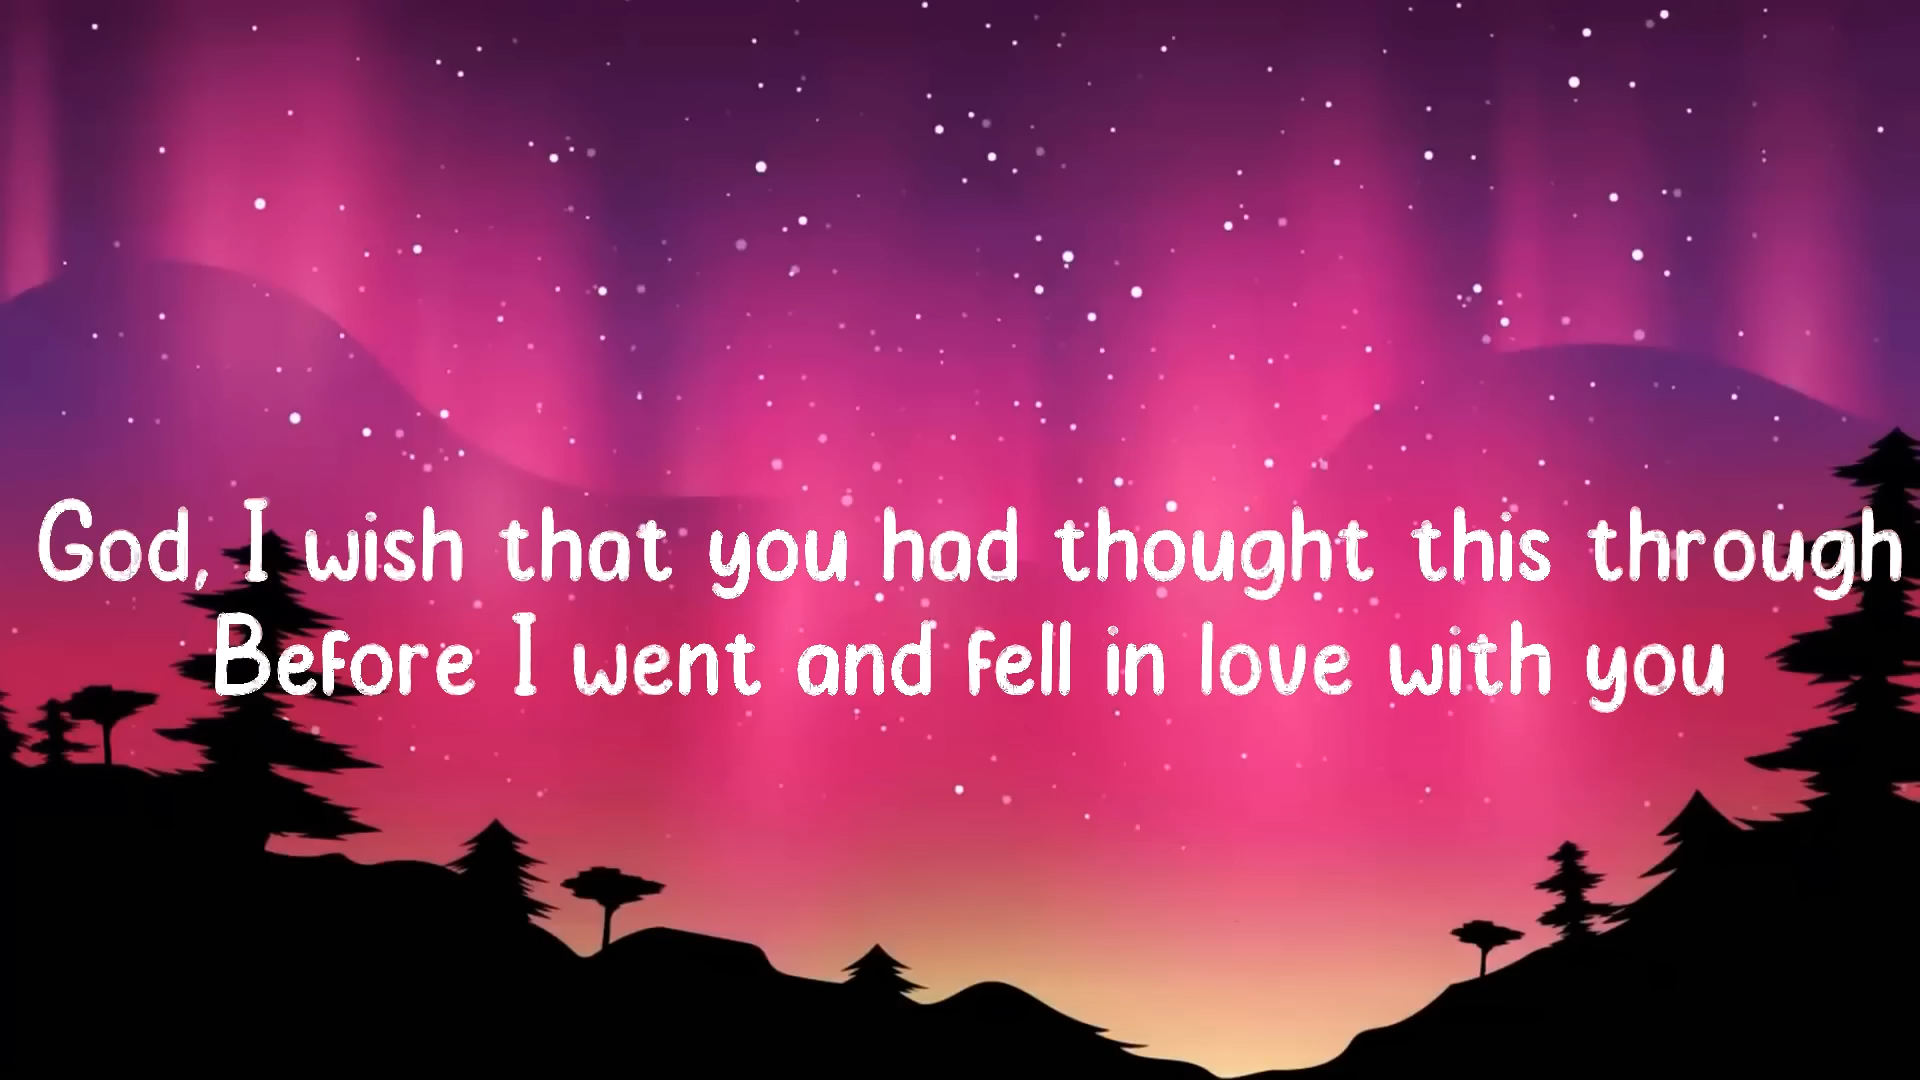 God, I wish that you had thought this through
Before I went and fell in love with you